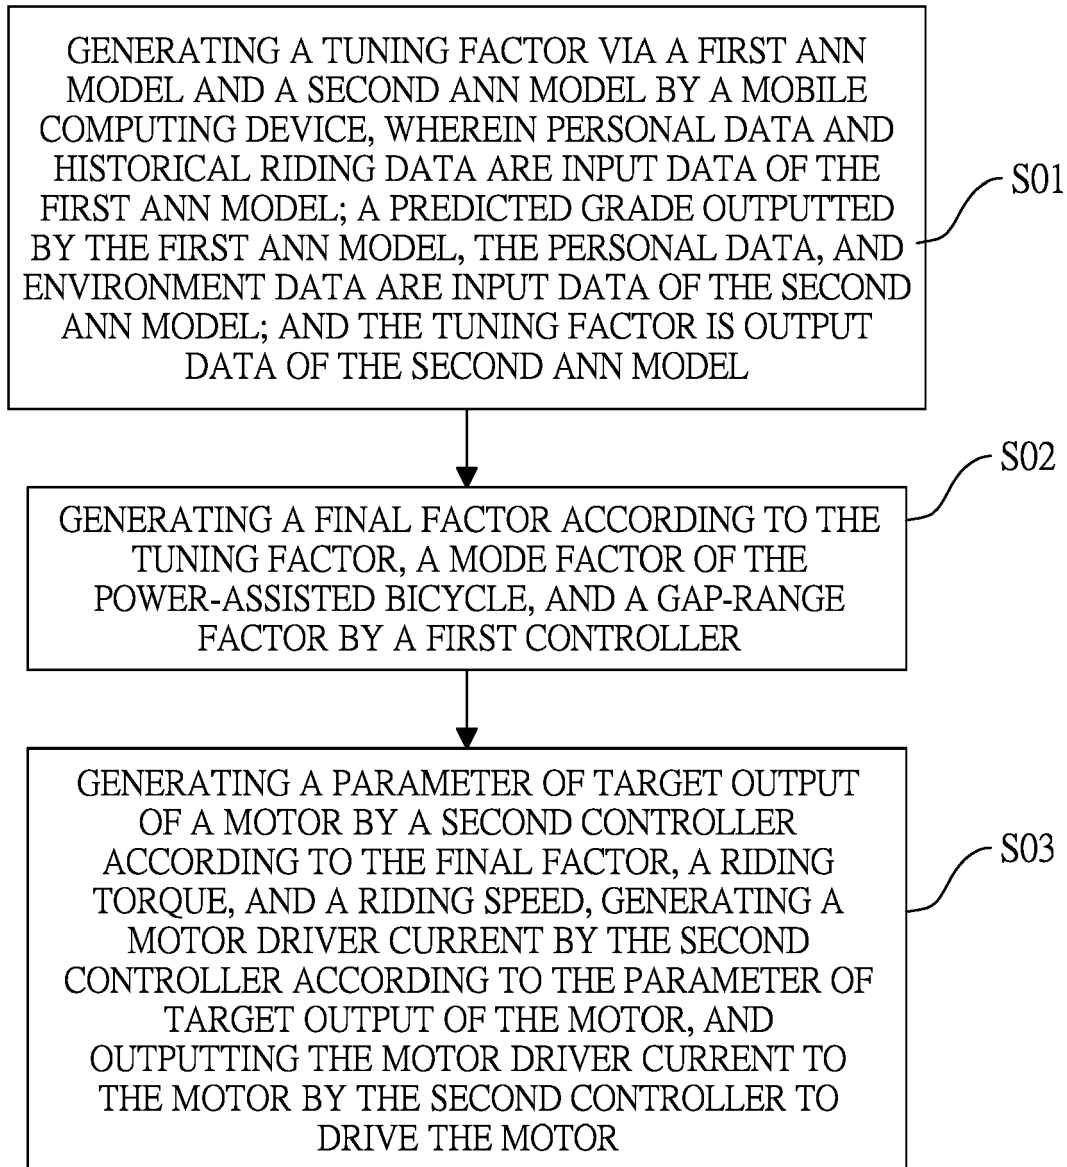 GENERATING A TUNING FACTOR VIA A FIRST ANN
MODEL AND A SECOND ANN MODEL BY A MOBILE
COMPUTING DEVICE, WHEREIN PERSONAL DATA AND
HISTORICAL RIDING DATA ARE INPUT DATA OF THE
FIRST ANN MODEL; A PREDICTED GRADE OUTPUTTED
BY THE FIRST ANN MODEL, THE PERSONAL DATA, AND
ENVIRONMENT DATA ARE INPUT DATA OF THE SECOND
ANN MODEL; AND THE TUNING FACTOR IS OUTPUT
DATA OF THE SECOND ANN MODEL
S01
GENERATING A FINAL FACTOR ACCORDING TO THE
TUNING FACTOR, A MODE FACTOR OF THE
POWER-ASSISTED BICYCLE, AND A GAP-RANGE
FACTOR BY A FIRST CONTROLLER
S02
GENERATING A PARAMETER OF TARGET OUTPUT
OF A MOTOR BY A SECOND CONTROLLER
ACCORDING TO THE FINAL FACTOR, A RIDING
TORQUE, AND A RIDING SPEED, GENERATING A
MOTOR DRIVER CURRENT BY THE SECOND
CONTROLLER ACCORDING TO THE PARAMETER OF
TARGET OUTPUT OF THE MOTOR, AND
OUTPUTTING THE MOTOR DRIVER CURRENT TO
THE MOTOR BY THE SECOND CONTROLLER TO
DRIVE THE MOTOR
S03